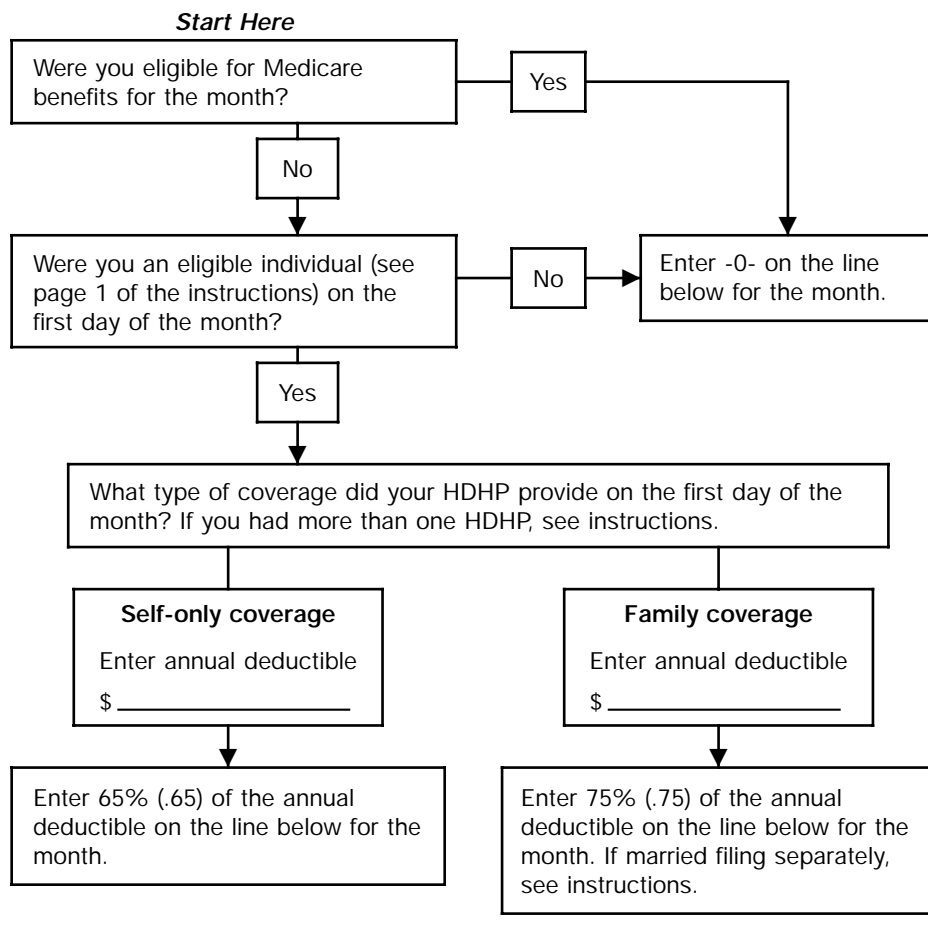 Start Here
Were you eligible for Medicare
benefits for the month?
Yes
No
Were you an eligible individual (see
page 1 of the instructions) on the
first day of the month?
No
Enter -0- on the line
below for the month.
Yes
What type of coverage did your HDHP provide on the first day of the
month? If you had more than one HDHP, see instructions.
Self-only coverage
Enter annual deductible
$
Family coverage
Enter annual deductible
$
Enter 65% (.65) of the annual
deductible on the line below for the
month.
Enter 75% (.75) of the annual
deductible on the line below for the
month. If married filing separately,
see instructions.